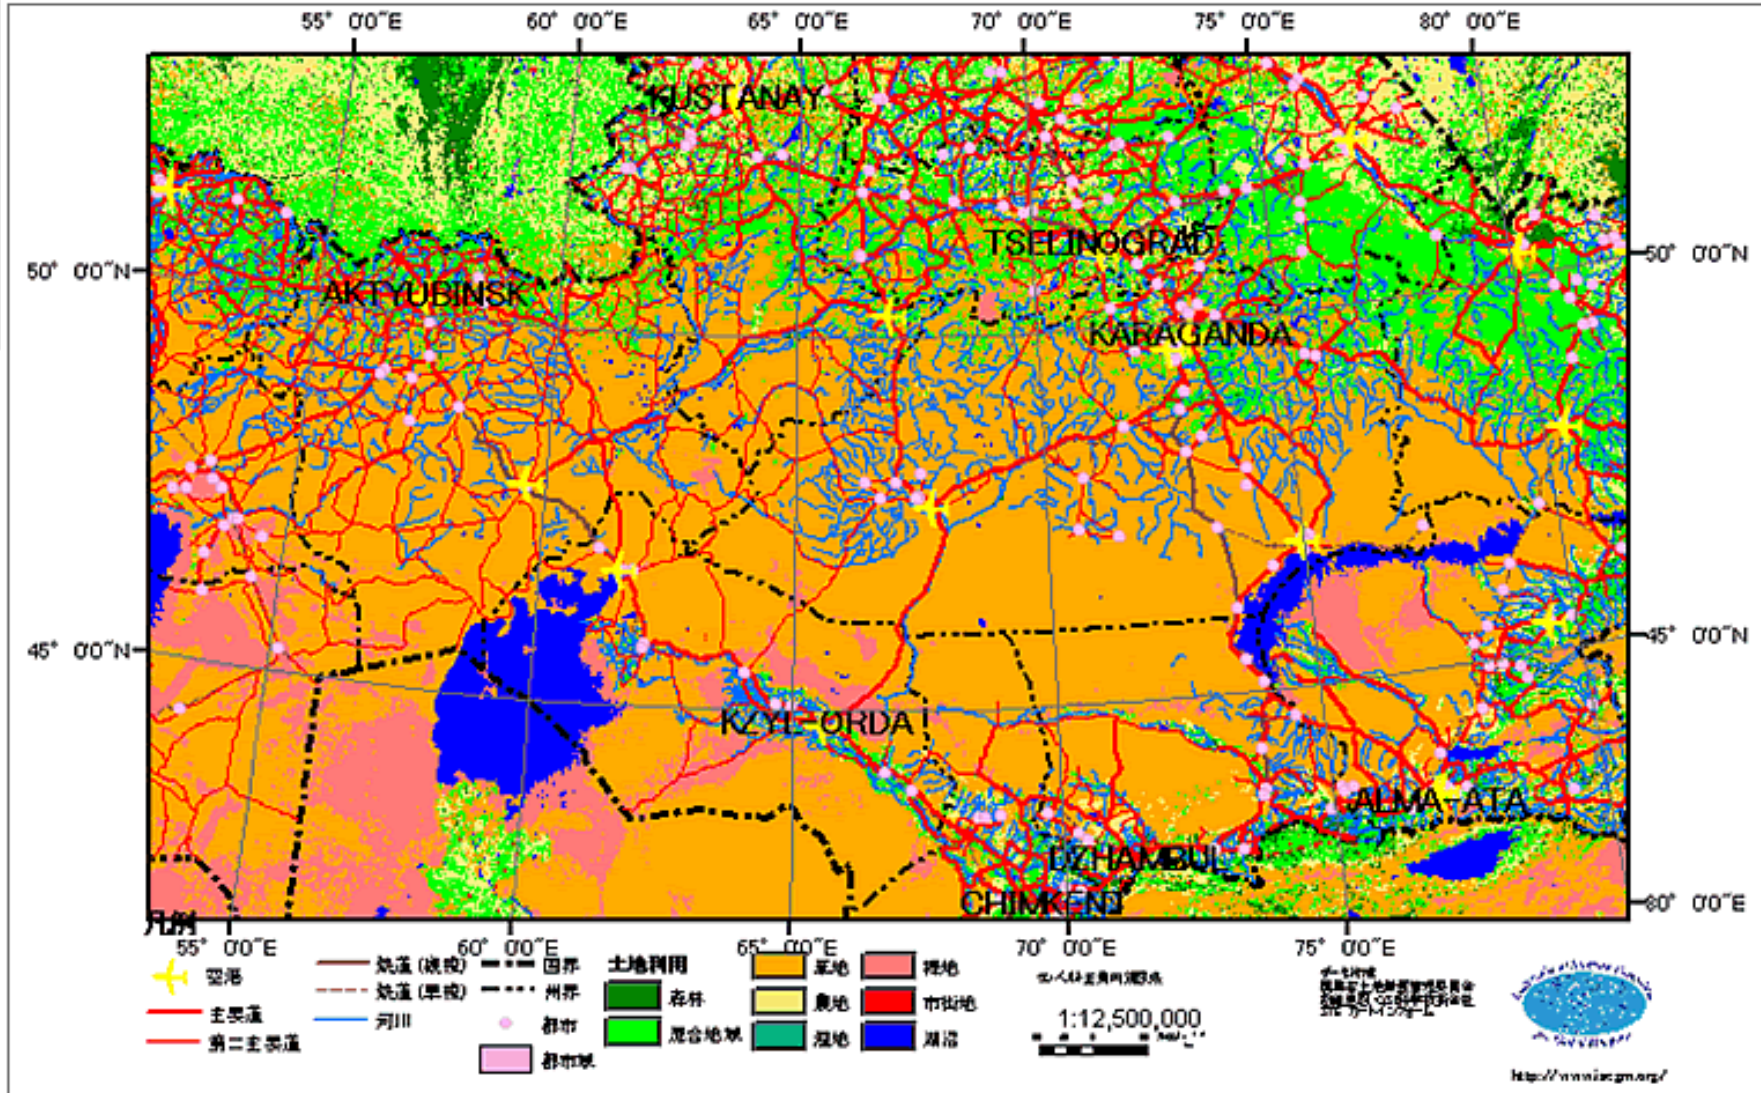 55° 0'0"E 60° 0'0"E 65° 0'0"E 70° 0'0"E 75° 0'0"E 80° 0'0"E
KUSTANAY
TSELINOGRAD
50° 0'0"N 50° 0'0"N
AKTYUBINSK
KARAGANDA
45° 0'0"N 45° 0'0"N
KZYL-ORDA
ALMA-ATA
DZHAMBUL
CHIMKENT
80° 0'0"E
凡例
55° 0'0"E 60° 0'0"E 65° 0'0"E 70° 0'0"E 75° 0'0"E
空港
主要道
第二主要道
鉄道 (複線)
鉄道 (単線)
河川
国界
州界
都市
都市域
土地利用
森林
混合地域
草地
農地
湿地
裸地
市街地
湖沼
1:12,500,000
http://www.iscgm.org/